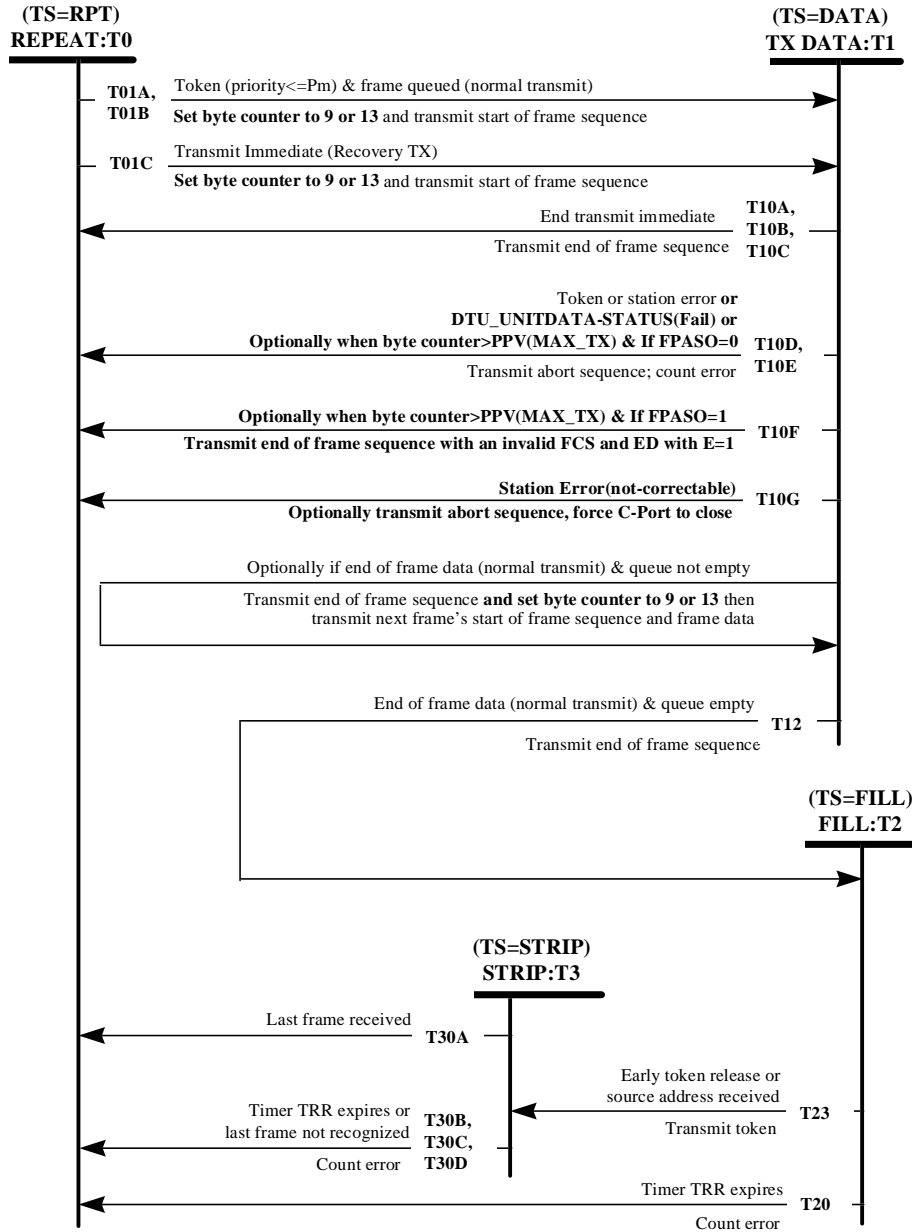 (TS=RPT)
REPEAT:T0
(TS=DATA)
TX DATA:T1
T01A,
T01B
Token (priority<=Pm) & frame queued (normal transmit)
Set byte counter to 9 or 13 and transmit start of frame sequence
T01C
Transmit Immediate (Recovery TX)
Set byte counter to 9 or 13 and transmit start of frame sequence
End transmit immediate
Transmit end of frame sequence
T10A,
T10B,
T10C
Token or station error or
DTU_UNITDATA-STATUS(Fail) or
Optionally when byte counter>PPV(MAX_TX) & If FPASO=0
Transmit abort sequence; count error
T10D,
T10E
Optionally when byte counter>PPV(MAX_TX) & If FPASO=1
Transmit end of frame sequence with an invalid FCS and ED with E=1
T10F
Station Error(not-correctable)
Optionally transmit abort sequence, force C-Port to close
T10G
Optionally if end of frame data (normal transmit) & queue not empty
Transmit end of frame sequence and set byte counter to 9 or 13 then
transmit next frame's start of frame sequence and frame data
End of frame data (normal transmit) & queue empty
Transmit end of frame sequence
T12
(TS=FILL)
FILL:T2
(TS=STRIP)
STRIP:T3
Last frame received
T30A
Early token release or
source address received
Transmit token
T23
Timer TRR expires or
last frame not recognized
Count error
T30B,
T30C,
T30D
Timer TRR expires
Count error
T20